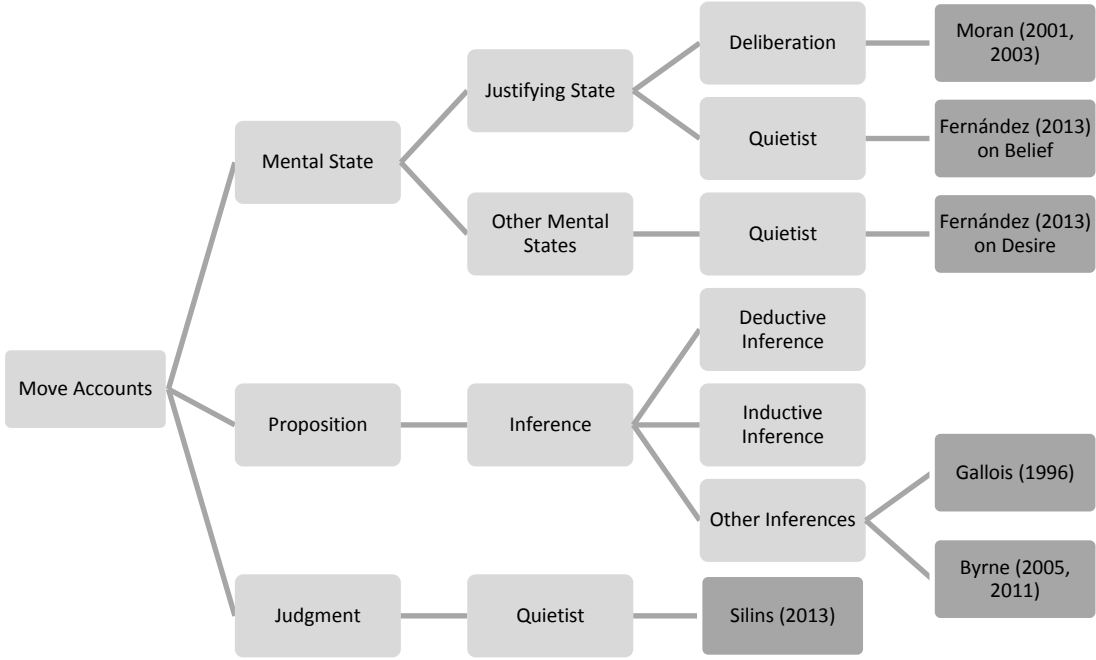 Move Accounts
Mental State
Justifying State
Deliberation
Moran (2001,
2003)
Quietist
Fernández (2013)
on Belief
Other Mental
States
Quietist
Fernández (2013)
on Desire
Proposition
Inference
Deductive
Inference
Inductive
Inference
Other Inferences
Gallois (1996)
Byrne (2005,
2011)
Judgment
Quietist
Silins (2013)